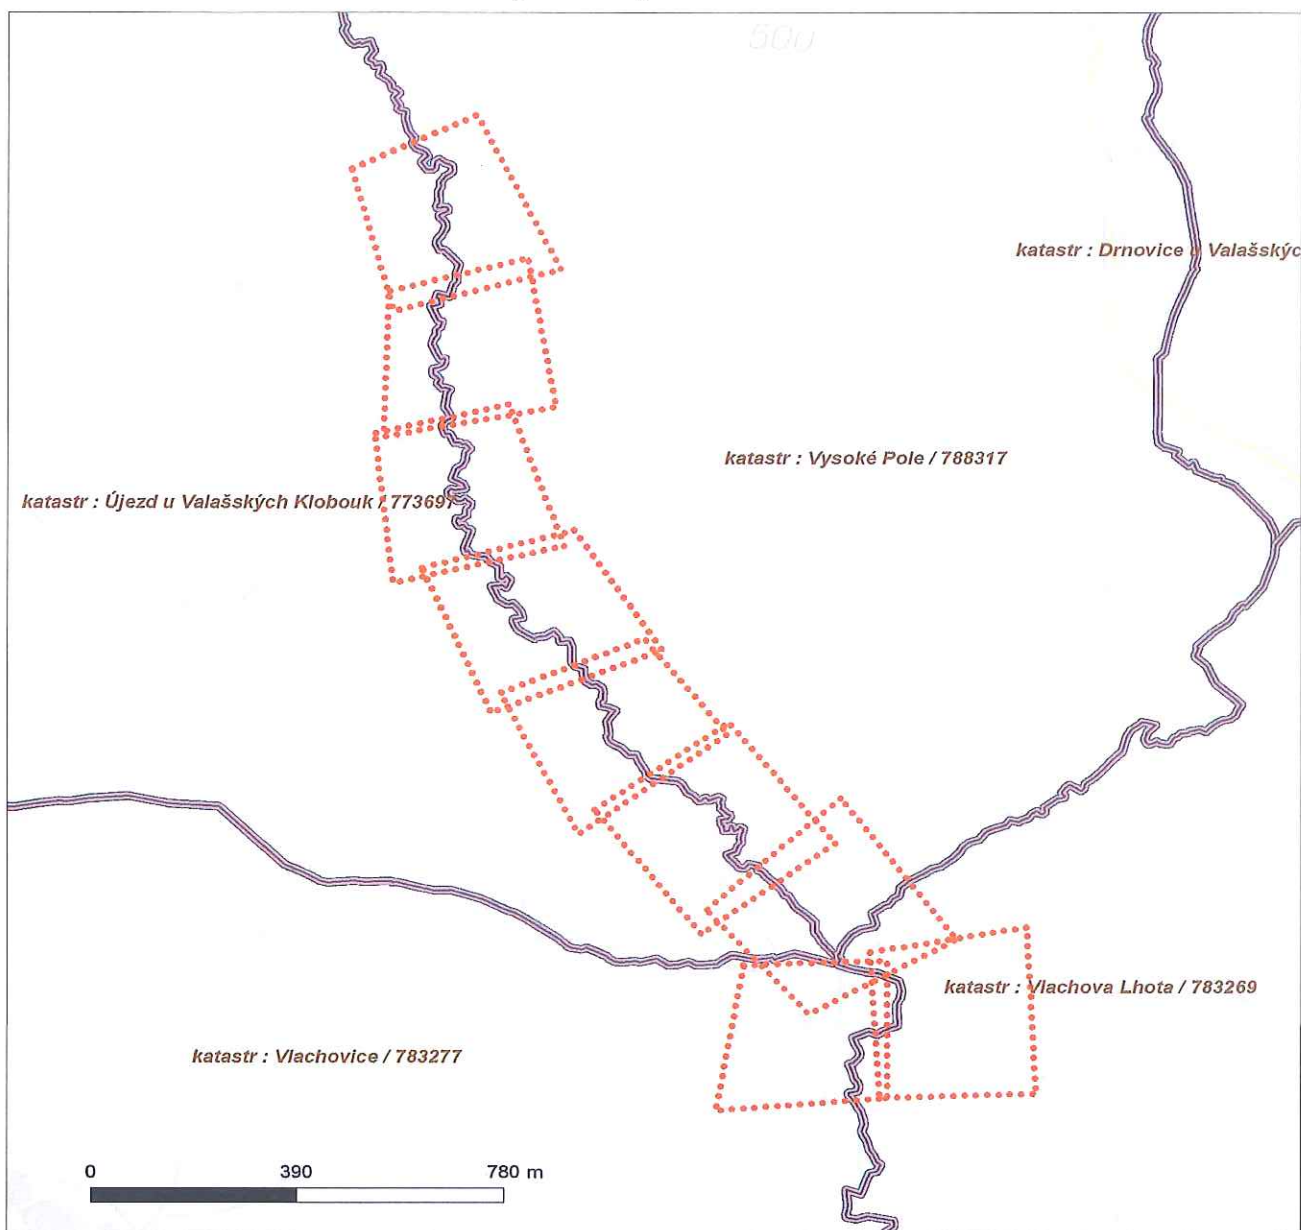 katastr : Drnovice u Valašskýc
katastr : Vysoké Pole / 788317
katastr : Újezd u Valašských Klobouk / 773697
katastr : Vlachova Lhota / 783269
katastr : Vlachovice / 783277
0 390 780 m